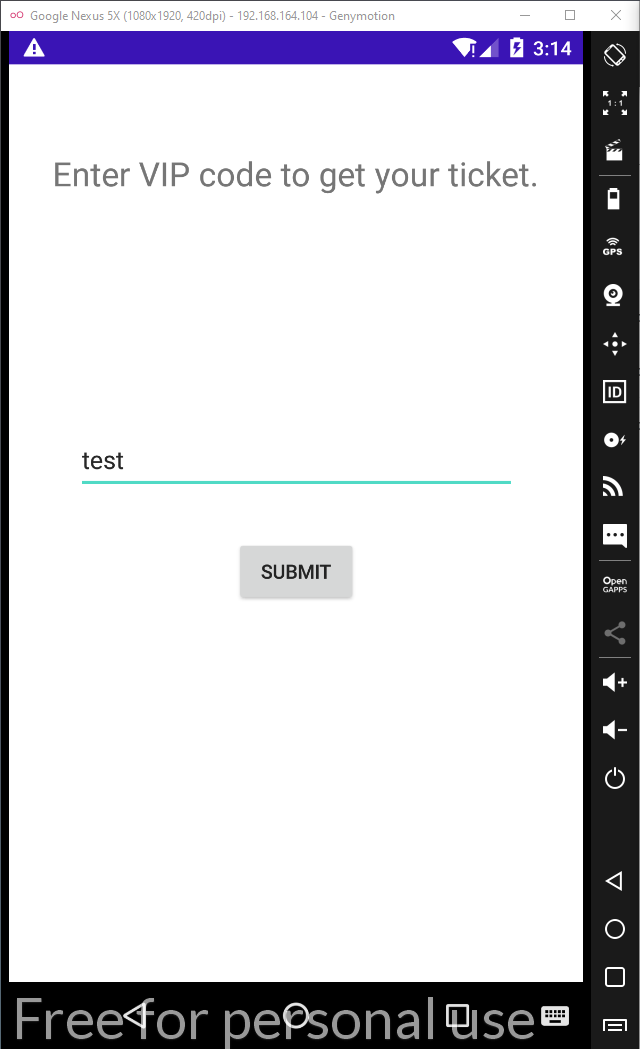 Google Nexus 5X (1080x1920, 420dpi) - 192.168.164.104 - Genymotion
3:14
1 : 1
Enter VIP code to get your ticket.
GPS
ID
test
SUBMIT
Open
GAPPS
Free for personal use